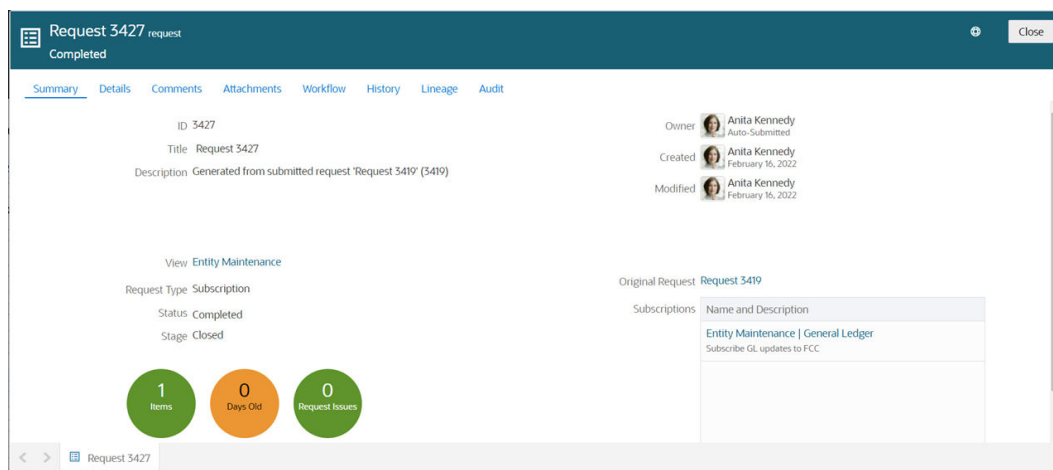 Request 3427 request
Completed
Close
Summary Details Comments Attachments Workflow History Lineage Audit
ID 3427
Title Request 3427
Description Generated from submitted request 'Request 3419' (3419)
Owner Anita Kennedy
Auto-Submitted
Created Anita Kennedy
February 16, 2022
Modified Anita Kennedy
February 16, 2022
View Entity Maintenance
Request Type Subscription
Status Completed
Stage Closed
Original Request Request 3419
Subscriptions Name and Description
Entity Maintenance | General Ledger
Subscribe GL updates to FCC
1
Items
0
Days Old
0
Request Issues
Request 3427